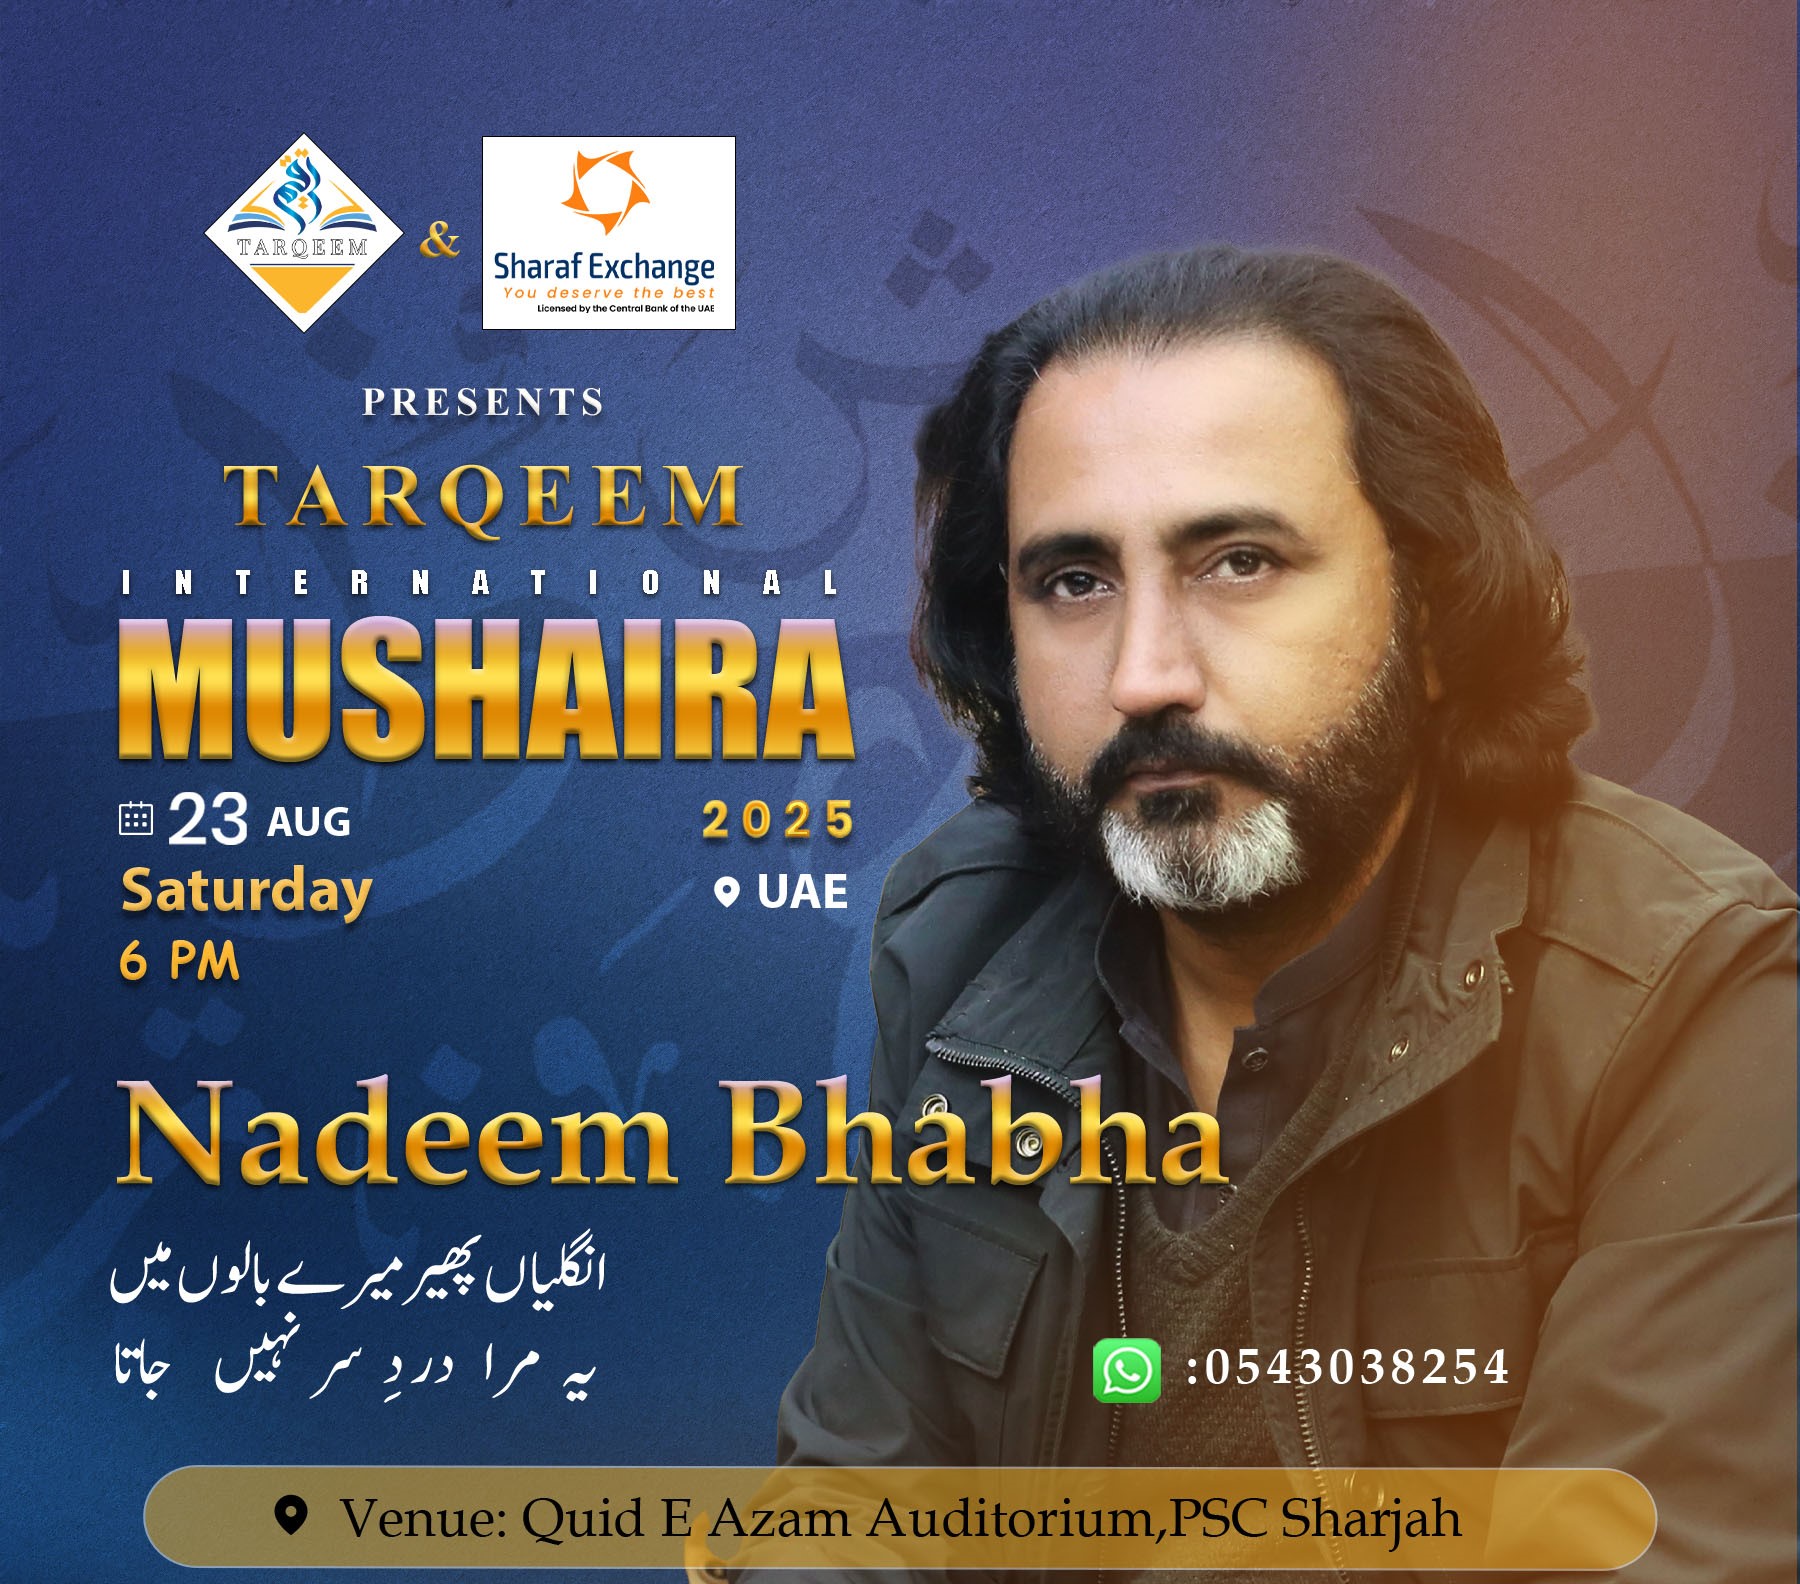 TARQEEM
&
Sharaf Exchange
You deserve the best
Licensed by the Central Bank of the UAE
PRESENTS
TARQEEM
INTERNATIONAL
MUSHAIRA
23 AUG
2025
Saturday
UAE
6 PM
Nadeem Bhabha
انگلیاں پھیر میرے بالوں میں
یہ مرا دردِ سر نہیں جاتا
:0543038254
Venue: Quid E Azam Auditorium,PSC Sharjah